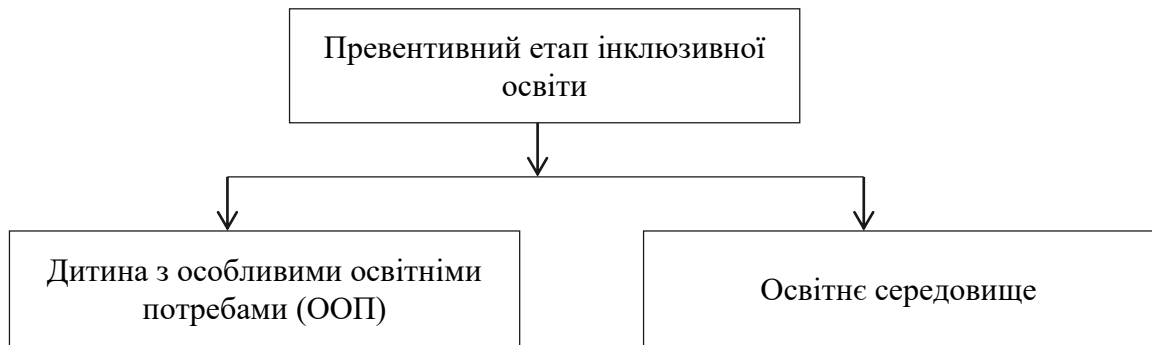 Превентивний етап інклюзивної
освіти
Дитина з особливими освітніми
потребами (ООП)
Освітнє середовище